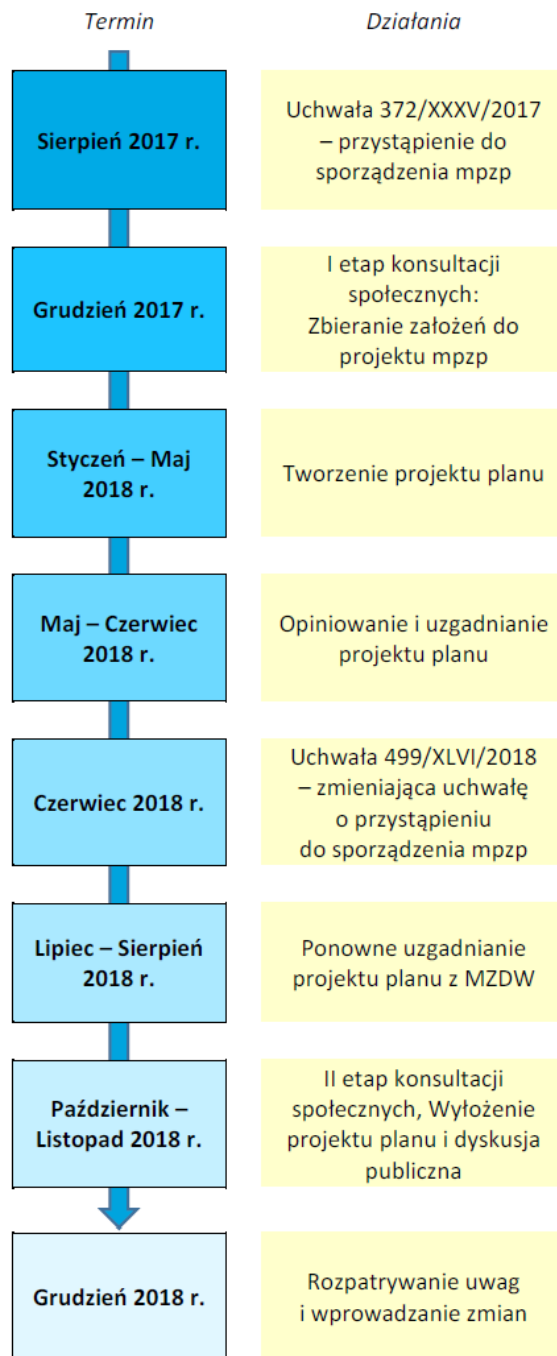 Termin
Działania
Sierpień 2017 r.
Uchwała 372/XXXV/2017
– przystąpienie do
sporządzenia mpzp
Grudzień 2017 r.
I etap konsultacji
społecznych:
Zbieranie założeń do
projektu mpzp
Styczeń – Maj
2018 r.
Tworzenie projektu planu
Maj – Czerwiec
2018 r.
Opiniowanie i uzgadnianie
projektu planu
Czerwiec 2018 r.
Uchwała 499/XLVI/2018
– zmieniająca uchwałę
o przystąpieniu
do sporządzenia mpzp
Lipiec – Sierpień
2018 r.
Ponowne uzgadnianie
projektu planu z MZDW
Październik –
Listopad 2018 r.
II etap konsultacji
społecznych, Wyłożenie
projektu planu i dyskusja
publiczna
Grudzień 2018 r.
Rozpatrywanie uwag
i wprowadzanie zmian